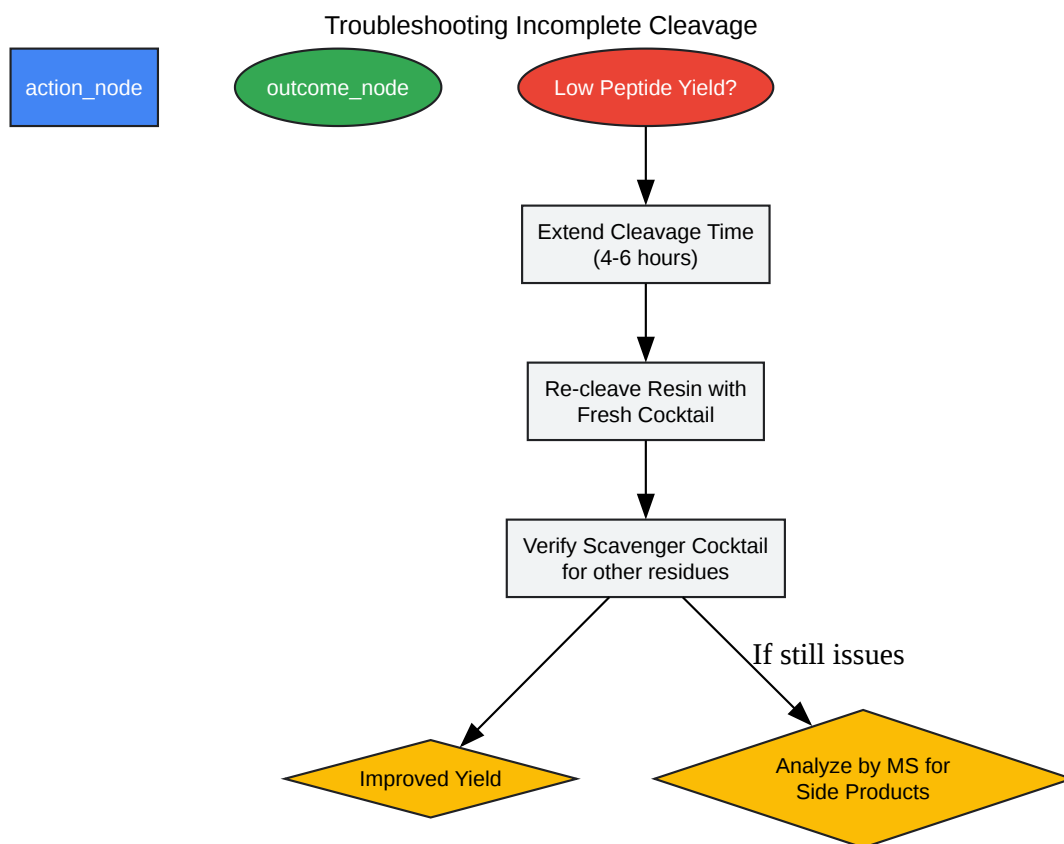 Troubleshooting Incomplete Cleavage
action_node
outcome_node
Low Peptide Yield?
Extend Cleavage Time
(4-6 hours)
Re-cleave Resin with
Fresh Cocktail
Verify Scavenger Cocktail
for other residues
If still issues
Improved Yield
Analyze by MS for
Side Products